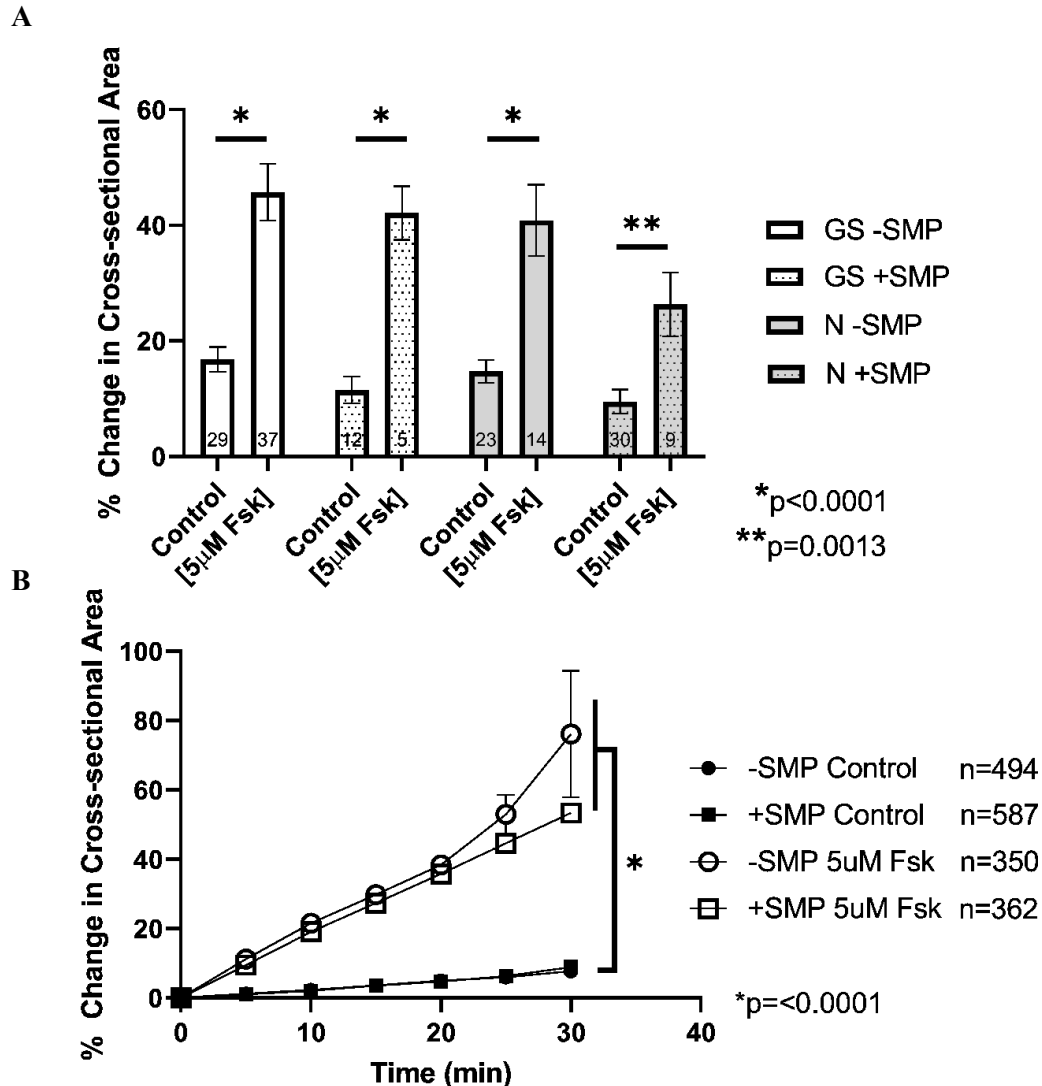 A
% Change in Cross-sectional Area
60
40
20
0
* * * **
29 37 12 5 23 14 30 9
Control [5µM Fsk] Control [5µM Fsk] Control [5µM Fsk] Control [5µM Fsk]
GS -SMP
GS +SMP
N -SMP
N +SMP
*p<0.0001
**p=0.0013
B
% Change in Cross-sectional Area
100
80
60
40
20
0
0 10 20 30 40
Time (min)
*
-SMP Control n=494
+SMP Control n=587
-SMP 5uM Fsk n=350
+SMP 5uM Fsk n=362
*p=<0.0001